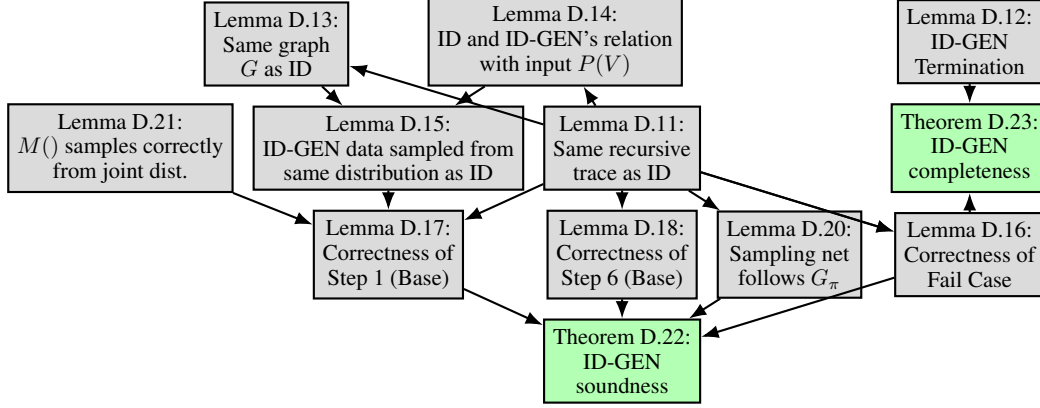 Lemma D.13:
Same graph
G as ID
Lemma D.14:
ID and ID-GEN's relation
with input P(V)
Lemma D.12:
ID-GEN
Termination
Lemma D.21:
M() samples correctly
from joint dist.
Lemma D.15:
ID-GEN data sampled from
same distribution as ID
Lemma D.11:
Same recursive
trace as ID
Theorem D.23:
ID-GEN
completeness
Lemma D.17:
Correctness of
Step 1 (Base)
Lemma D.18:
Correctness of
Step 6 (Base)
Lemma D.20:
Sampling net
follows G_π
Lemma D.16:
Correctness of
Fail Case
Theorem D.22:
ID-GEN
soundness